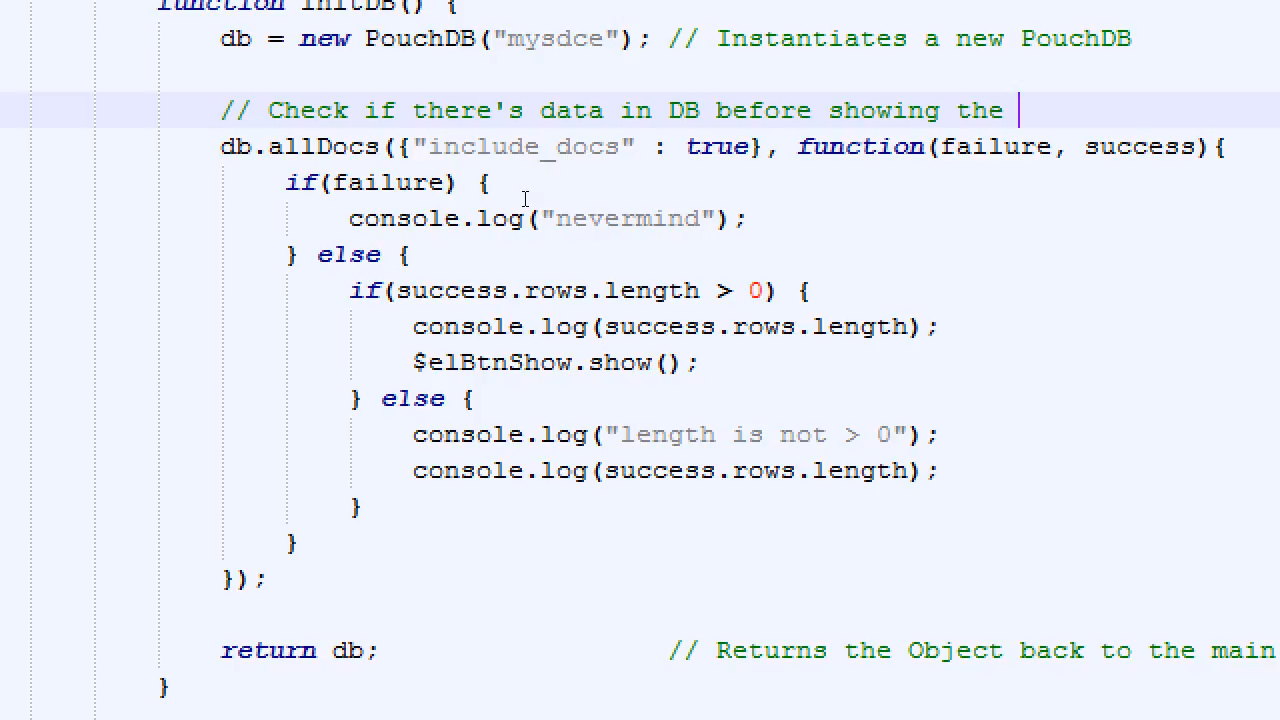 function initDB() {
db = new PouchDB("mysdce"); // Instantiates a new PouchDB
// Check if there's data in DB before showing the
db.allDocs({"include_docs" : true}, function(failure, success){
if(failure) {
console.log("nevermind");
} else {
if(success.rows.length > 0) {
console.log(success.rows.length);
$elBtnShow.show();
} else {
console.log("length is not > 0");
console.log(success.rows.length);
}
}
});
return db; // Returns the Object back to the main
}